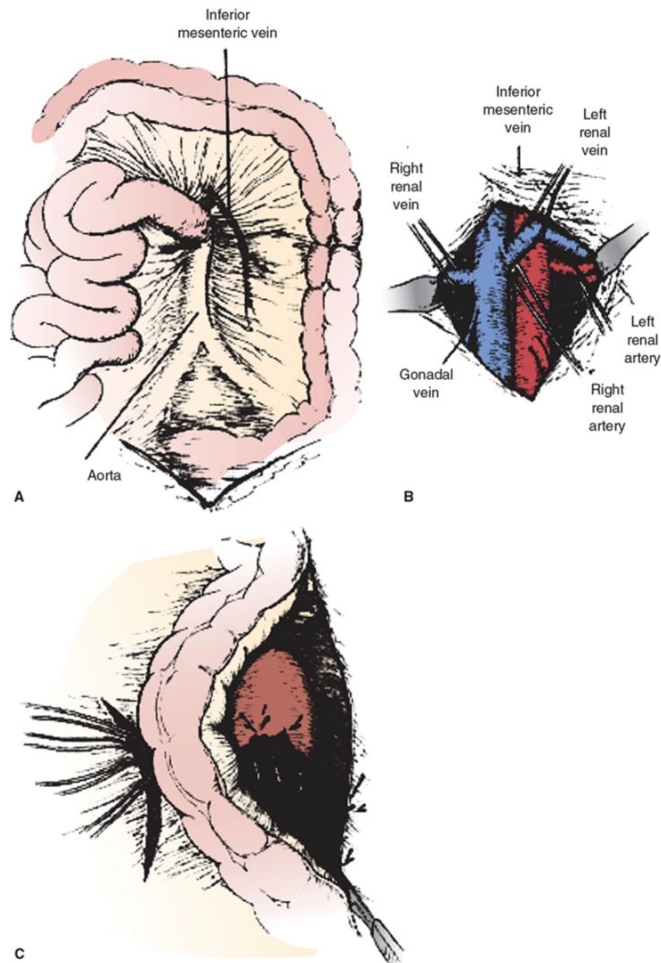 Inferior
mesenteric vein
Aorta
A
Inferior
mesenteric
vein
Left
renal
vein
Right
renal
vein
Left
renal
artery
Gonadal
vein
Right
renal
artery
B
C